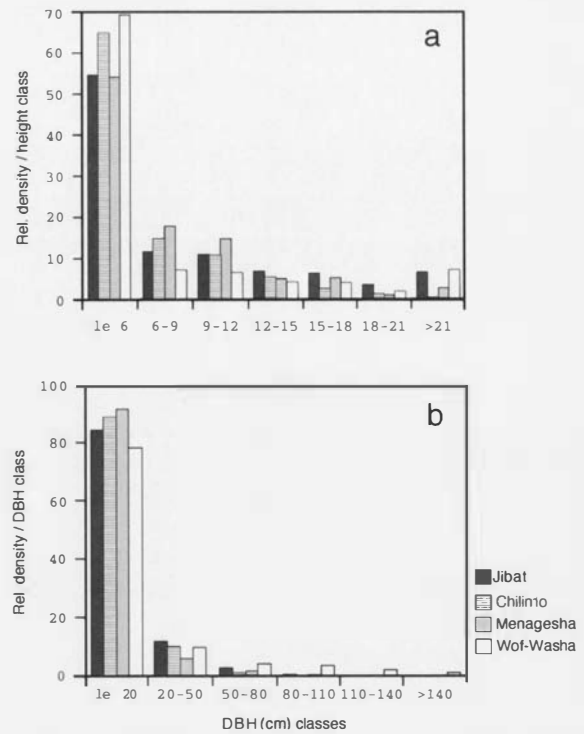 a
70
60
50
40
30
20
10
0
Rel. density / height class
1e 6 6-9 9-12 12-15 15-18 18-21 >21
b
100
80
60
40
20
0
Rel density / DBH class
1e 20 20-50 50-80 80-110 110-140 >140
DBH (cm) classes
Jibat
Chilimo
Menagesha
Wof-Washa